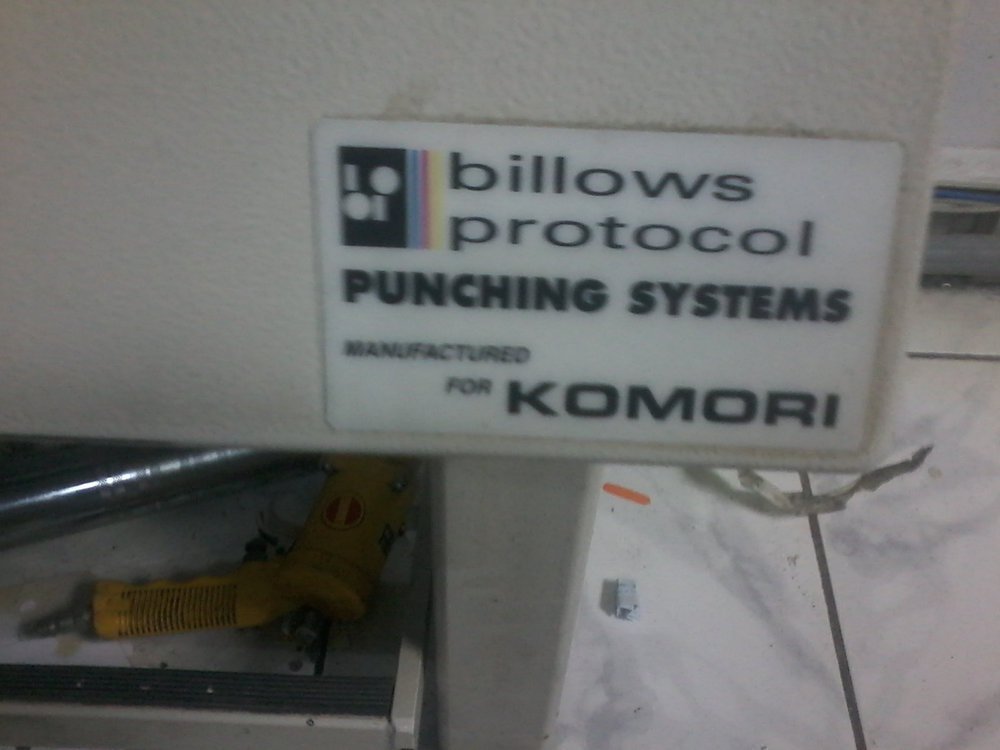 billows
protocol
PUNCHING SYSTEMS
MANUFACTURED
FOR KOMORI